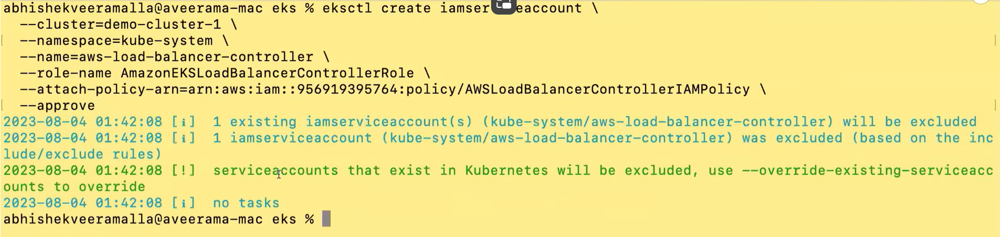 abhishekveeramalla@aveerama-mac eks % eksctl create iamser eaccount \
--cluster=demo-cluster-1 \
--namespace=kube-system \
--name=aws-load-balancer-controller \
--role-name AmazonEKSLoadBalancerControllerRole \
--attach-policy-arn=arn:aws:iam::956919395764:policy/AWSLoadBalancerControllerIAMPolicy \
--approve
2023-08-04 01:42:08 [ℹ]  1 existing iamserviceaccount(s) (kube-system/aws-load-balancer-controller) will be excluded
2023-08-04 01:42:08 [ℹ]  1 iamserviceaccount (kube-system/aws-load-balancer-controller) was excluded (based on the inc
lude/exclude rules)
2023-08-04 01:42:08 [!]  serviceaccounts that exist in Kubernetes will be excluded, use --override-existing-serviceacc
ounts to override
2023-08-04 01:42:08 [ℹ]  no tasks
abhishekveeramalla@aveerama-mac eks %